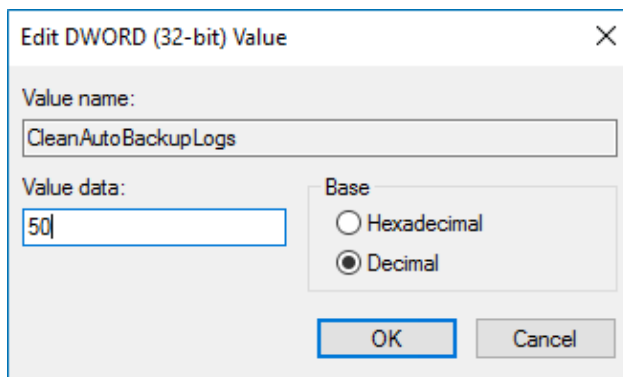 Edit DWORD (32-bit) Value
Value name:
CleanAutoBackupLogs
Value data:
50
Base
Hexadecimal
Decimal
OK
Cancel